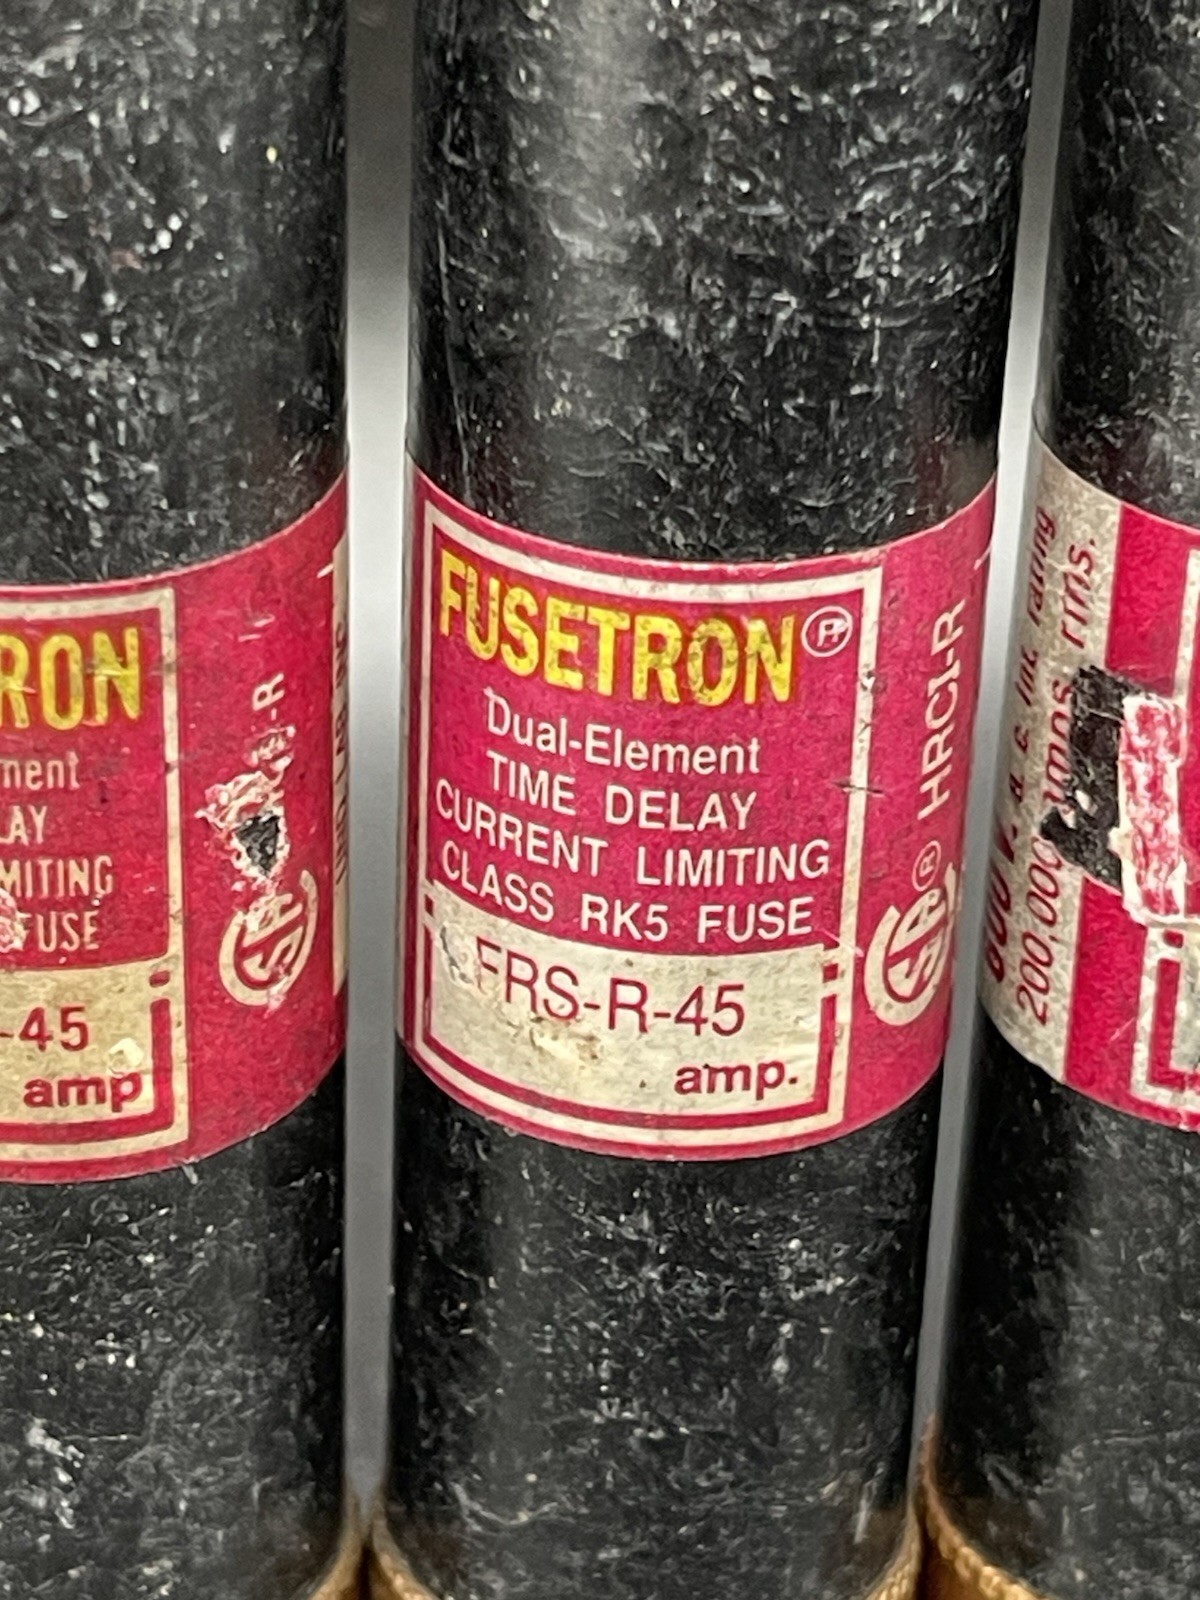 RON
ment
LAY
MITING
FUSE
-45
amp
-R
FUSETRON
Dual-Element
TIME DELAY
CURRENT LIMITING
CLASS RK5 FUSE
FRS-R-45
amp.
® HRCI-R
rating
200,000 amps rms.